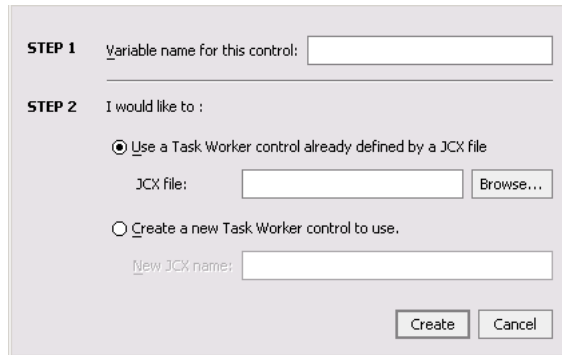 STEP 1 Variable name for this control:
STEP 2 I would like to :
Use a Task Worker control already defined by a JCX file
JCX file: Browse...
Create a new Task Worker control to use.
New JCX name:
Create Cancel